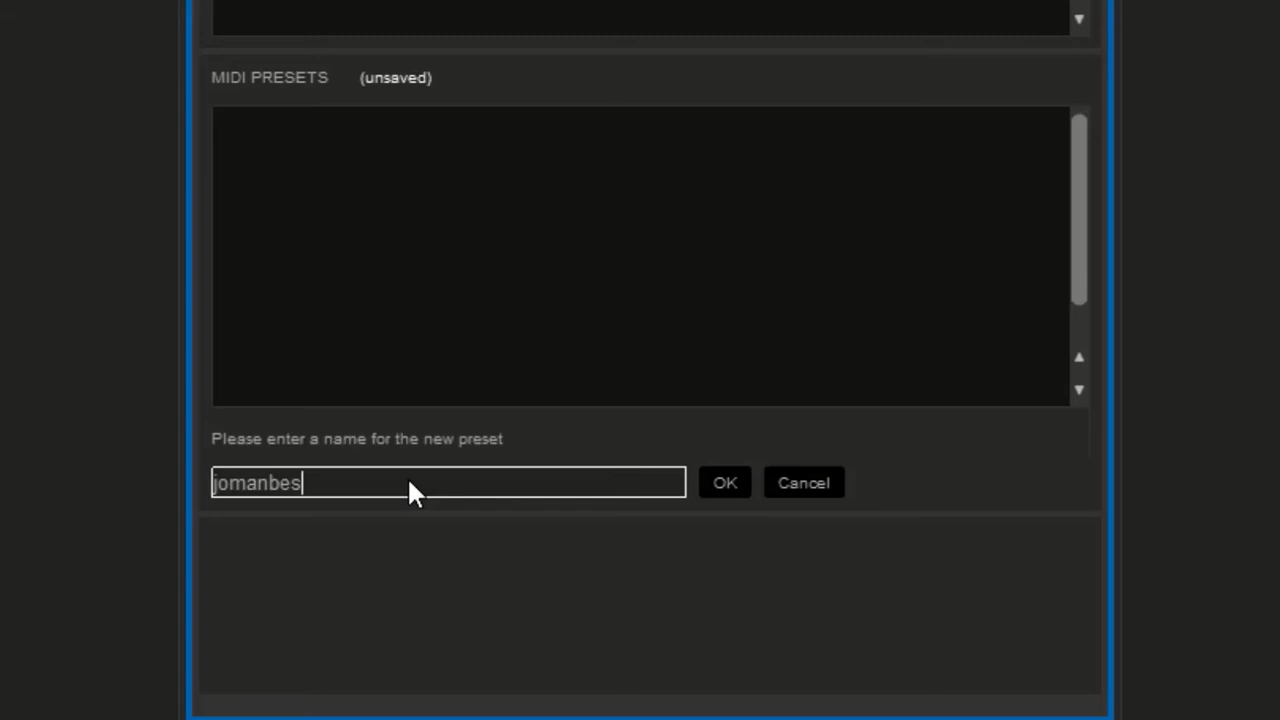 MIDI PRESETS (unsaved)
Please enter a name for the new preset
jomanbes OK Cancel